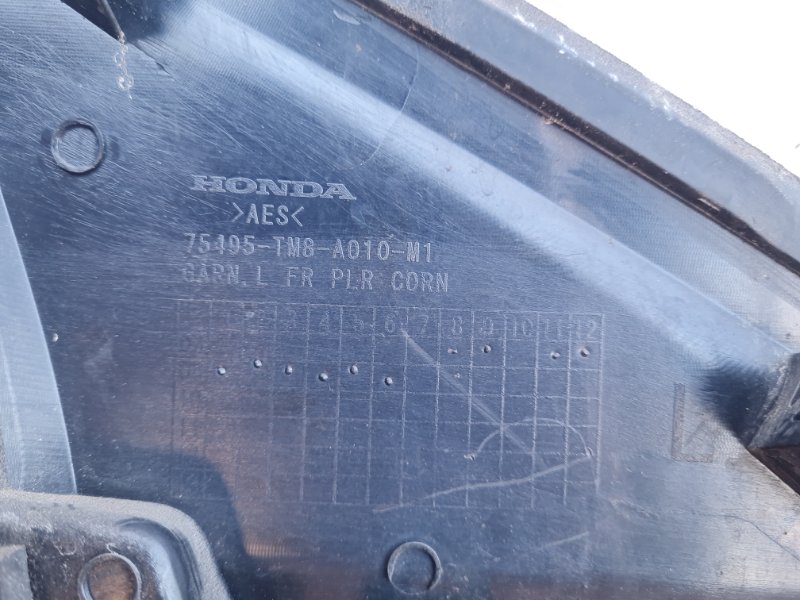 HONDA
>AES<
75495-TM8-A010-M1
GARN, L FR PLR CORN
2 3 4 5 6 7 8 9 10 11 12